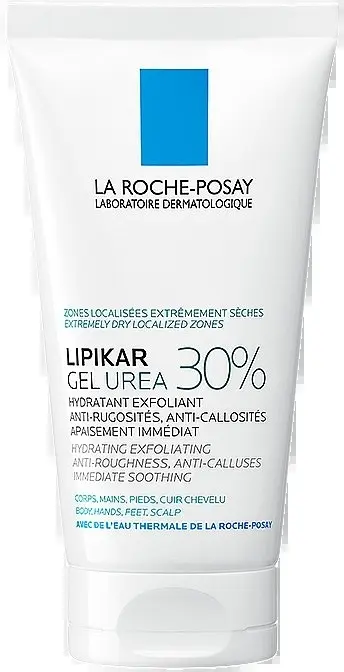 LA ROCHE-POSAY
LABORATOIRE DERMATOLOGIQUE
ZONES LOCALISÉES EXTRÊMEMENT SÈCHES
EXTREMELY DRY LOCALIZED ZONES
LIPIKAR
GEL UREA 30%
HYDRATANT EXFOLIANT
ANTI-RUGOSITÉS, ANTI-CALLOSITÉS
APAISEMENT IMMÉDIAT
HYDRATING EXFOLIATING
ANTI-ROUGHNESS, ANTI-CALLUSES
IMMEDIATE SOOTHING
CORPS, MAINS, PIEDS, CUIR CHEVELU
BODY, HANDS, FEET, SCALP
AVEC DE L'EAU THERMALE DE LA ROCHE-POSAY